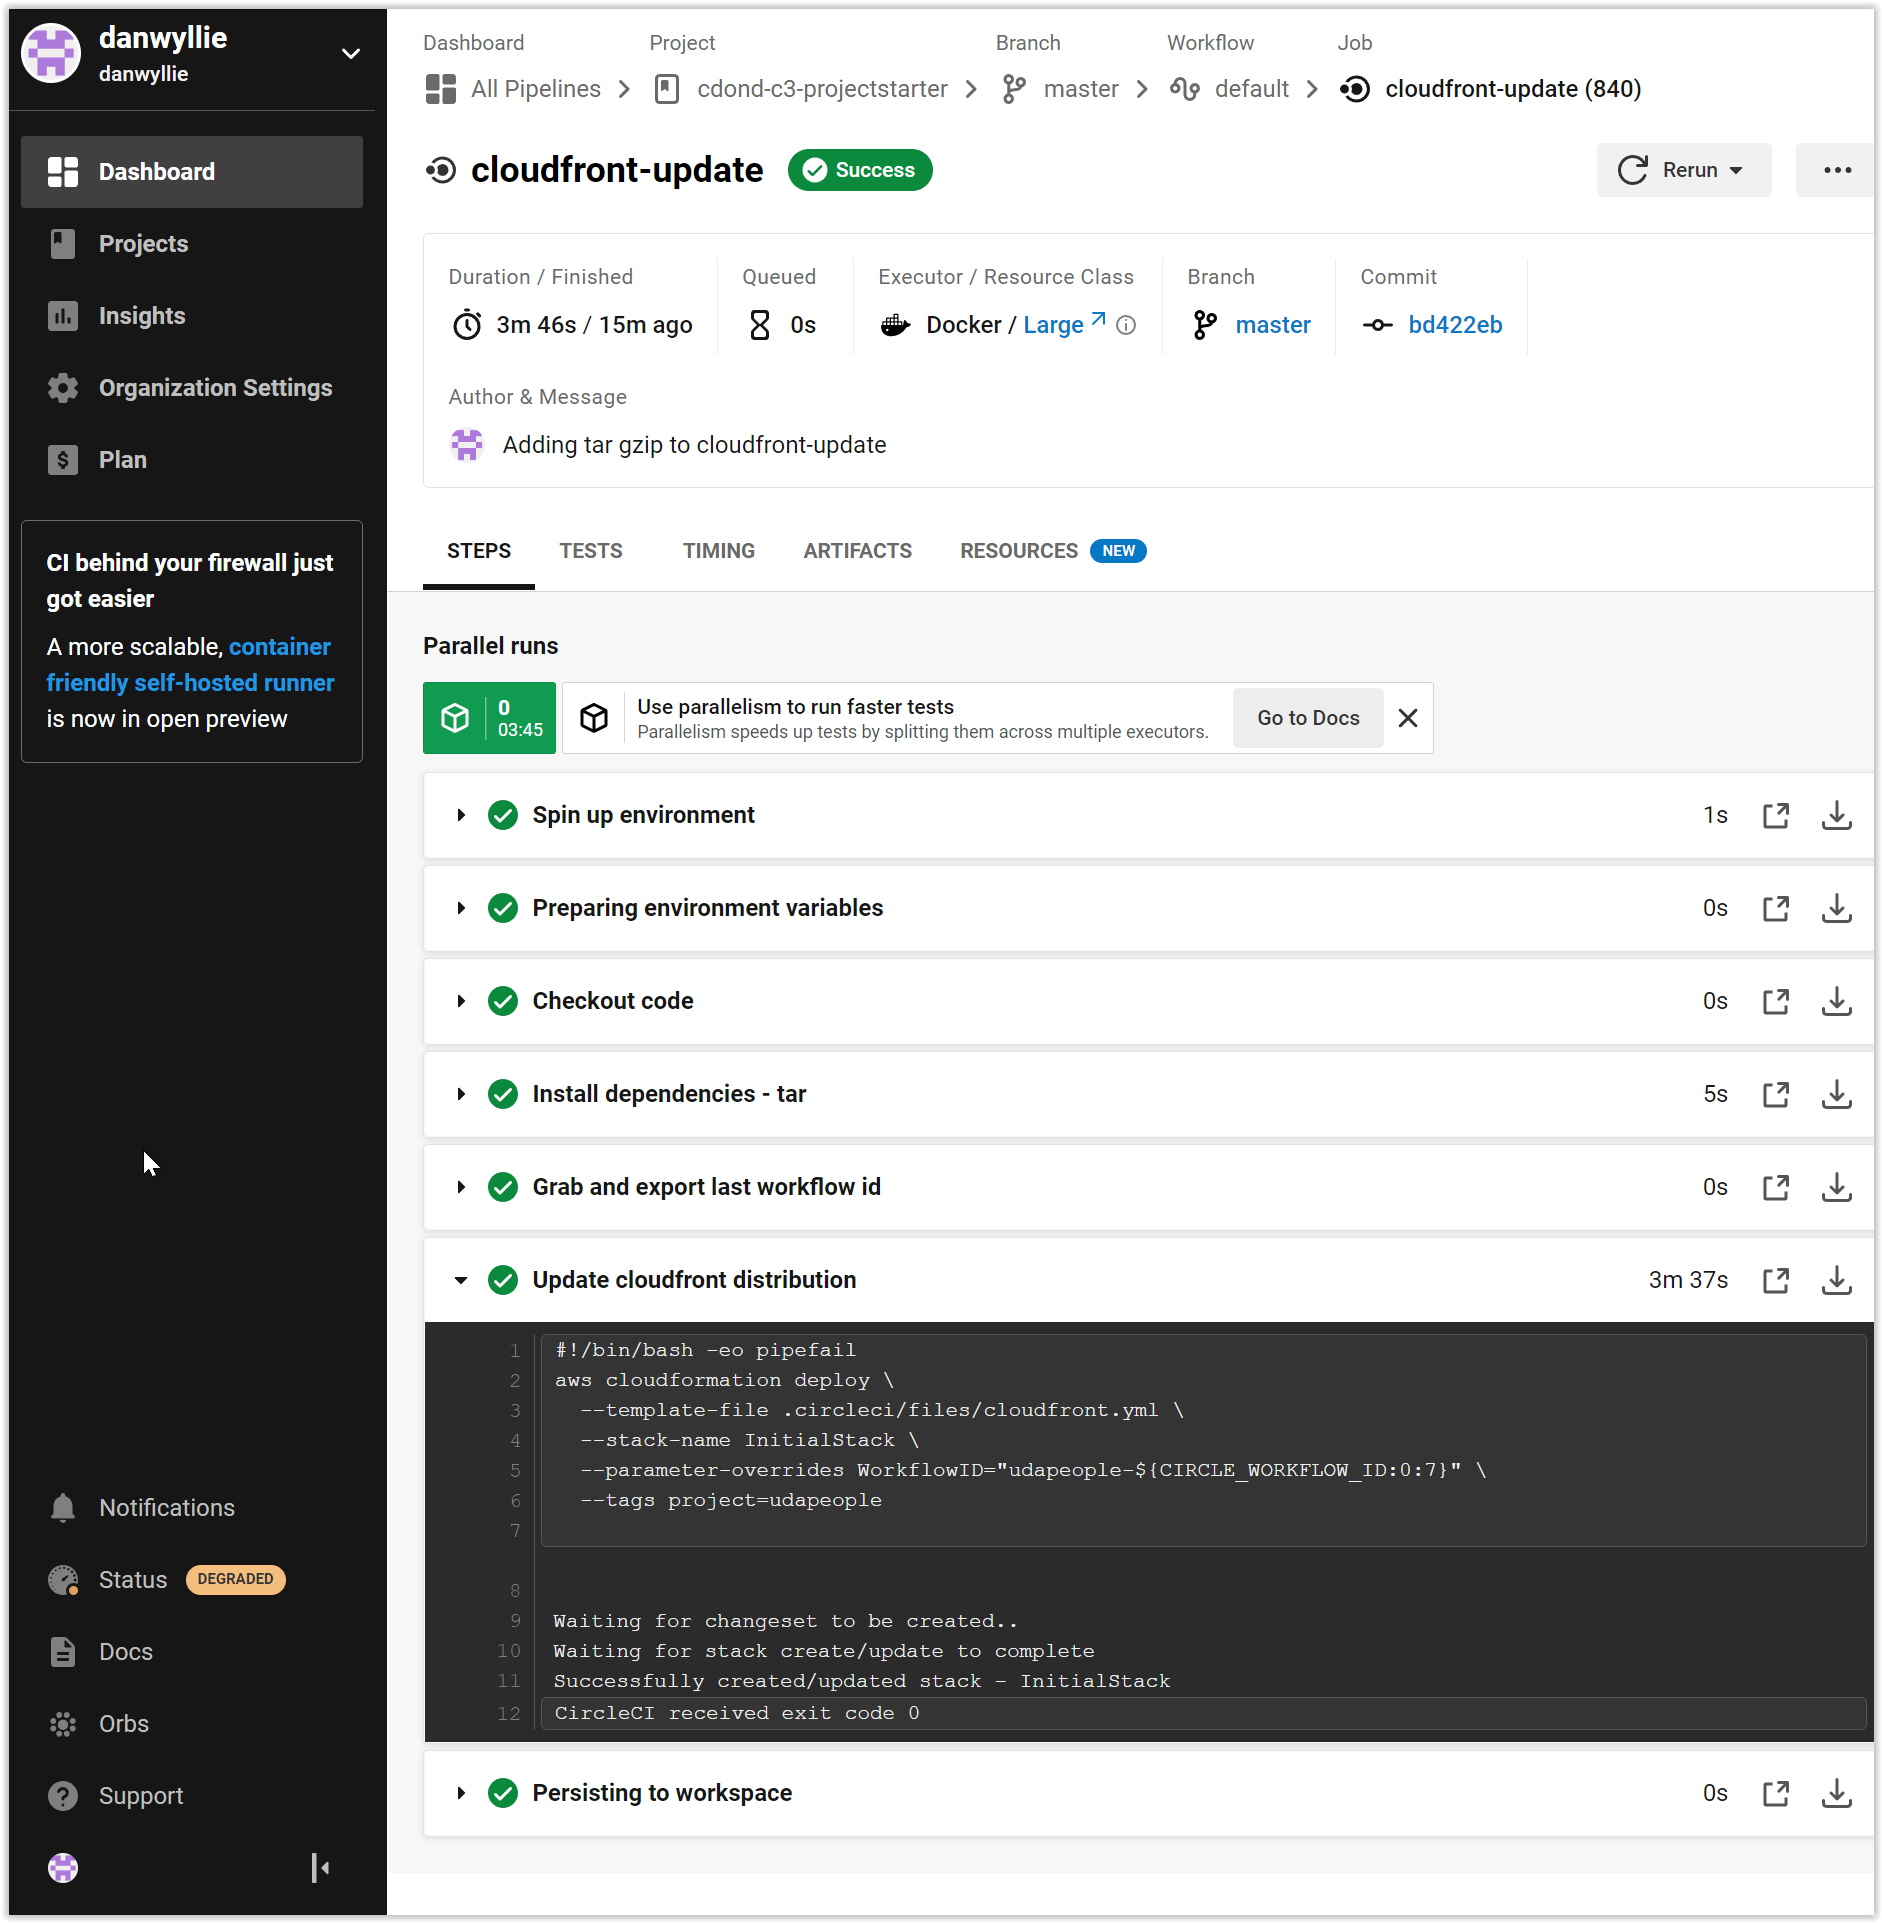 danwyllie
danwyllie
Dashboard
Projects
Insights
Organization Settings
Plan
CI behind your firewall just
got easier
A more scalable, container
friendly self-hosted runner
is now in open preview
Notifications
Status DEGRADED
Docs
Orbs
Support
Dashboard Project Branch Workflow Job
All Pipelines cdond-c3-projectstarter master default cloudfront-update (840)
cloudfront-update Success Rerun
Duration / Finished Queued Executor / Resource Class Branch Commit
3m 46s / 15m ago 0s Docker / Large master bd422eb
Author & Message
Adding tar gzip to cloudfront-update
STEPS TESTS TIMING ARTIFACTS RESOURCES NEW
Parallel runs
0
03:45
Use parallelism to run faster tests
Parallelism speeds up tests by splitting them across multiple executors.
Go to Docs
Spin up environment 1s
Preparing environment variables 0s
Checkout code 0s
Install dependencies - tar 5s
Grab and export last workflow id 0s
Update cloudfront distribution 3m 37s
1 #!/bin/bash -eo pipefail
2 aws cloudformation deploy \
3 --template-file .circleci/files/cloudfront.yml \
4 --stack-name InitialStack \
5 --parameter-overrides WorkflowID="udapeople-${CIRCLE_WORKFLOW_ID:0:7}" \
6 --tags project=udapeople
7
8
9 Waiting for changeset to be created..
10 Waiting for stack create/update to complete
11 Successfully created/updated stack - InitialStack
12 CircleCI received exit code 0
Persisting to workspace 0s